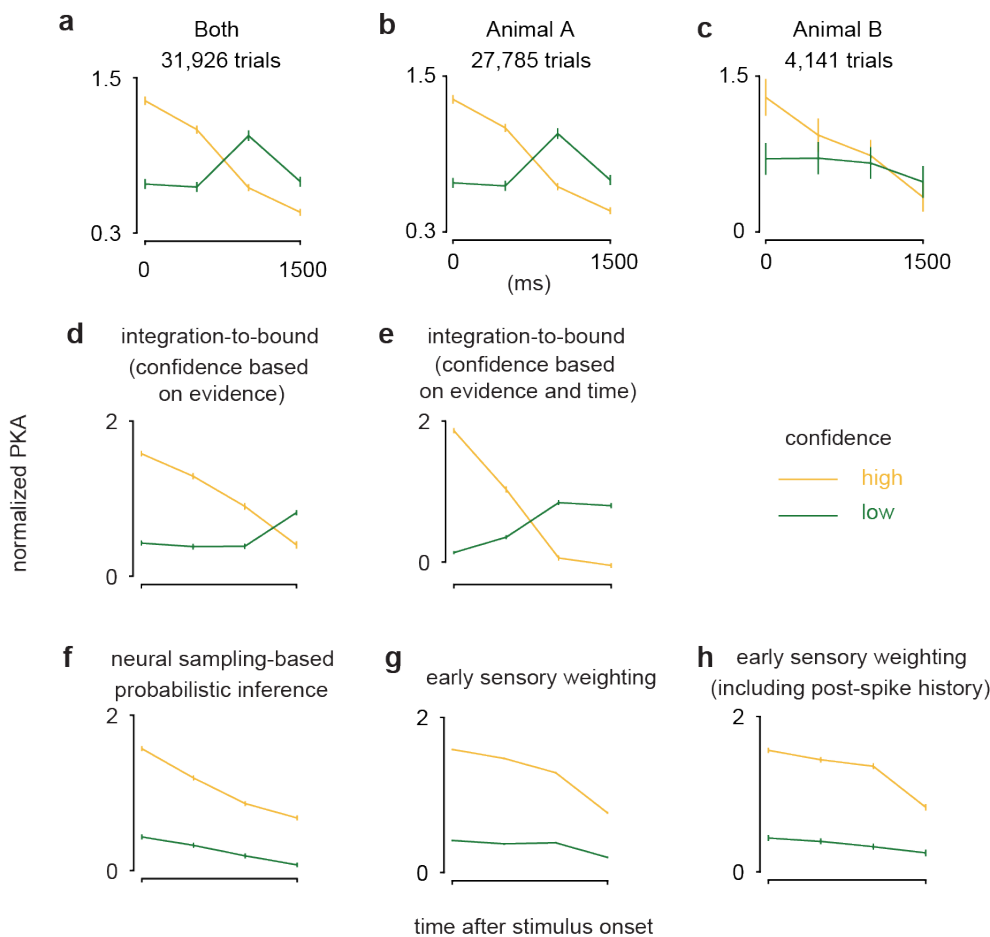 a
Both
31,926 trials
1.5
0.3
0
1500
b
Animal A
27,785 trials
1.5
0.3
0
1500
(ms)
c
Animal B
4,141 trials
1.5
0
0
1500
d
integration-to-bound
(confidence based
on evidence)
2
0
e
integration-to-bound
(confidence based
on evidence and time)
2
0
confidence
high
low
normalized PKA
f
neural sampling-based
probabilistic inference
2
0
g
early sensory weighting
2
0
h
early sensory weighting
(including post-spike history)
2
0
time after stimulus onset